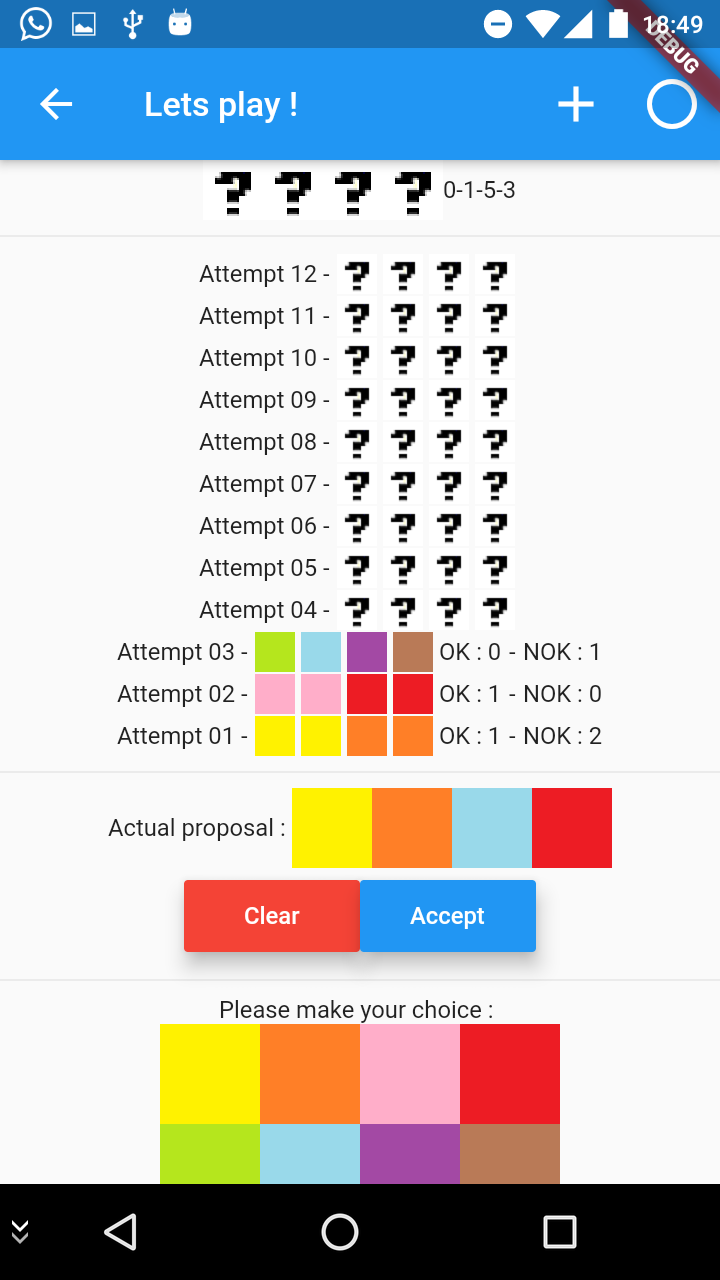 18:49
DEBUG
Lets play !
? ? ? ? 0-1-5-3
Attempt 12 - ? ? ? ?
Attempt 11 - ? ? ? ?
Attempt 10 - ? ? ? ?
Attempt 09 - ? ? ? ?
Attempt 08 - ? ? ? ?
Attempt 07 - ? ? ? ?
Attempt 06 - ? ? ? ?
Attempt 05 - ? ? ? ?
Attempt 04 - ? ? ? ?
Attempt 03 - OK : 0 - NOK : 1
Attempt 02 - OK : 1 - NOK : 0
Attempt 01 - OK : 1 - NOK : 2
Actual proposal :
Clear Accept
Please make your choice :